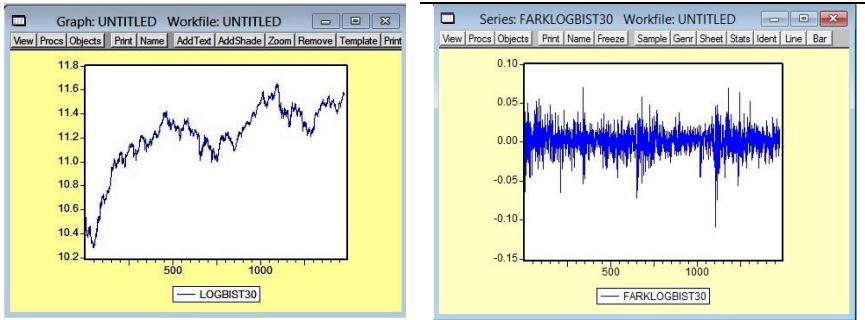 Graph: UNTITLED Workfile: UNTITLED
View Procs Objects Print Name AddText AddShade Zoom Remove Template Print
11.8
11.6
11.4
11.2
11.0
10.8
10.6
10.4
10.2
500 1000
LOGBIST30
Series: FARKLOGBIST30 Workfile: UNTITLED
View Procs Objects Print Name Freeze Sample Genr Sheet Stats Ident Line Bar
0.10
0.05
0.00
-0.05
-0.10
-0.15
500 1000
FARKLOGBIST30